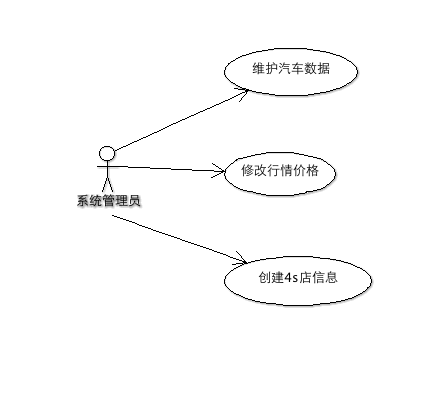 维护汽车数据
修改行情价格
系统管理员
创建4s店信息